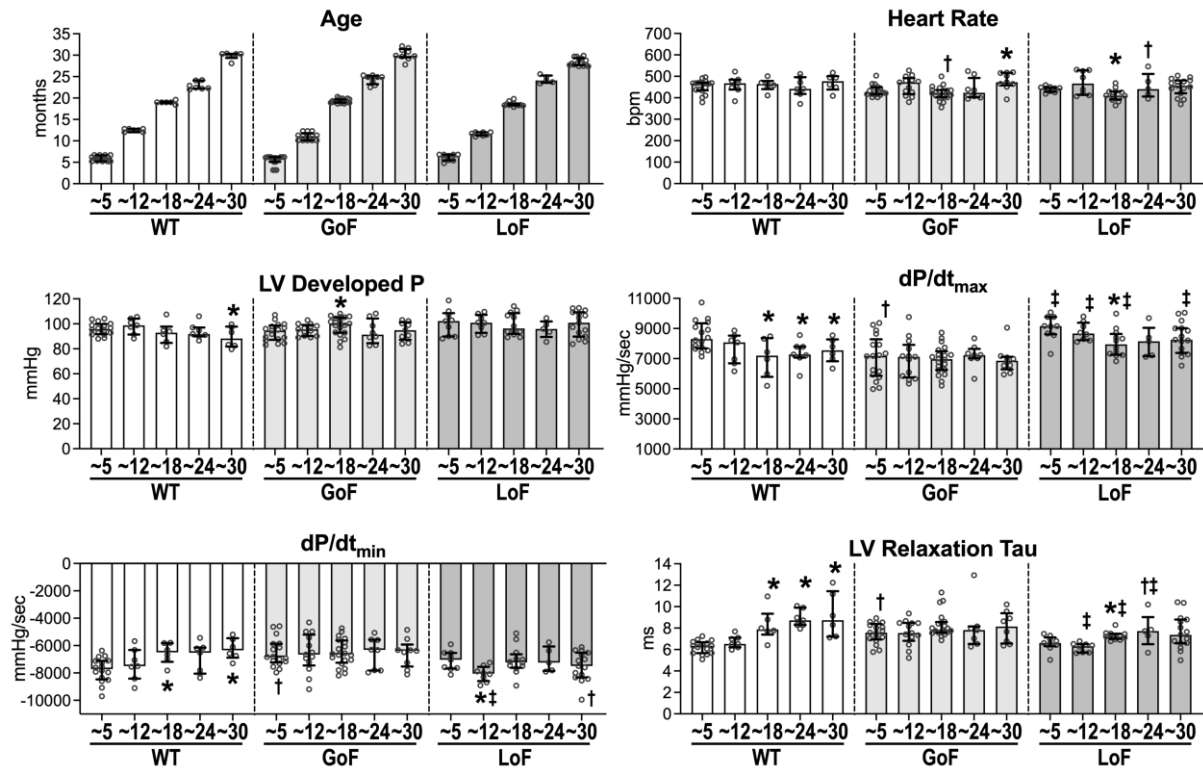 Age
35
30
25
20
15
10
5
0
months
~5 ~12 ~18 ~24 ~30 ~5 ~12 ~18 ~24 ~30 ~5 ~12 ~18 ~24 ~30
WT GoF LoF
Heart Rate
700
600
500
400
300
200
100
0
bpm
† * * †
~5 ~12 ~18 ~24 ~30 ~5 ~12 ~18 ~24 ~30 ~5 ~12 ~18 ~24 ~30
WT GoF LoF
LV Developed P
120
100
80
60
40
20
0
mmHg
* *
~5 ~12 ~18 ~24 ~30 ~5 ~12 ~18 ~24 ~30 ~5 ~12 ~18 ~24 ~30
WT GoF LoF
dP/dtmax
11000
9000
7000
5000
3000
1000
mmHg/sec
* * * † ‡ ‡ *‡ ‡
~5 ~12 ~18 ~24 ~30 ~5 ~12 ~18 ~24 ~30 ~5 ~12 ~18 ~24 ~30
WT GoF LoF
dP/dtmin
0
-2000
-4000
-6000
-8000
-10000
mmHg/sec
* * † *‡ †
~5 ~12 ~18 ~24 ~30 ~5 ~12 ~18 ~24 ~30 ~5 ~12 ~18 ~24 ~30
WT GoF LoF
LV Relaxation Tau
14
12
10
8
6
4
2
0
ms
* * * † ‡ *‡ †‡
~5 ~12 ~18 ~24 ~30 ~5 ~12 ~18 ~24 ~30 ~5 ~12 ~18 ~24 ~30
WT GoF LoF